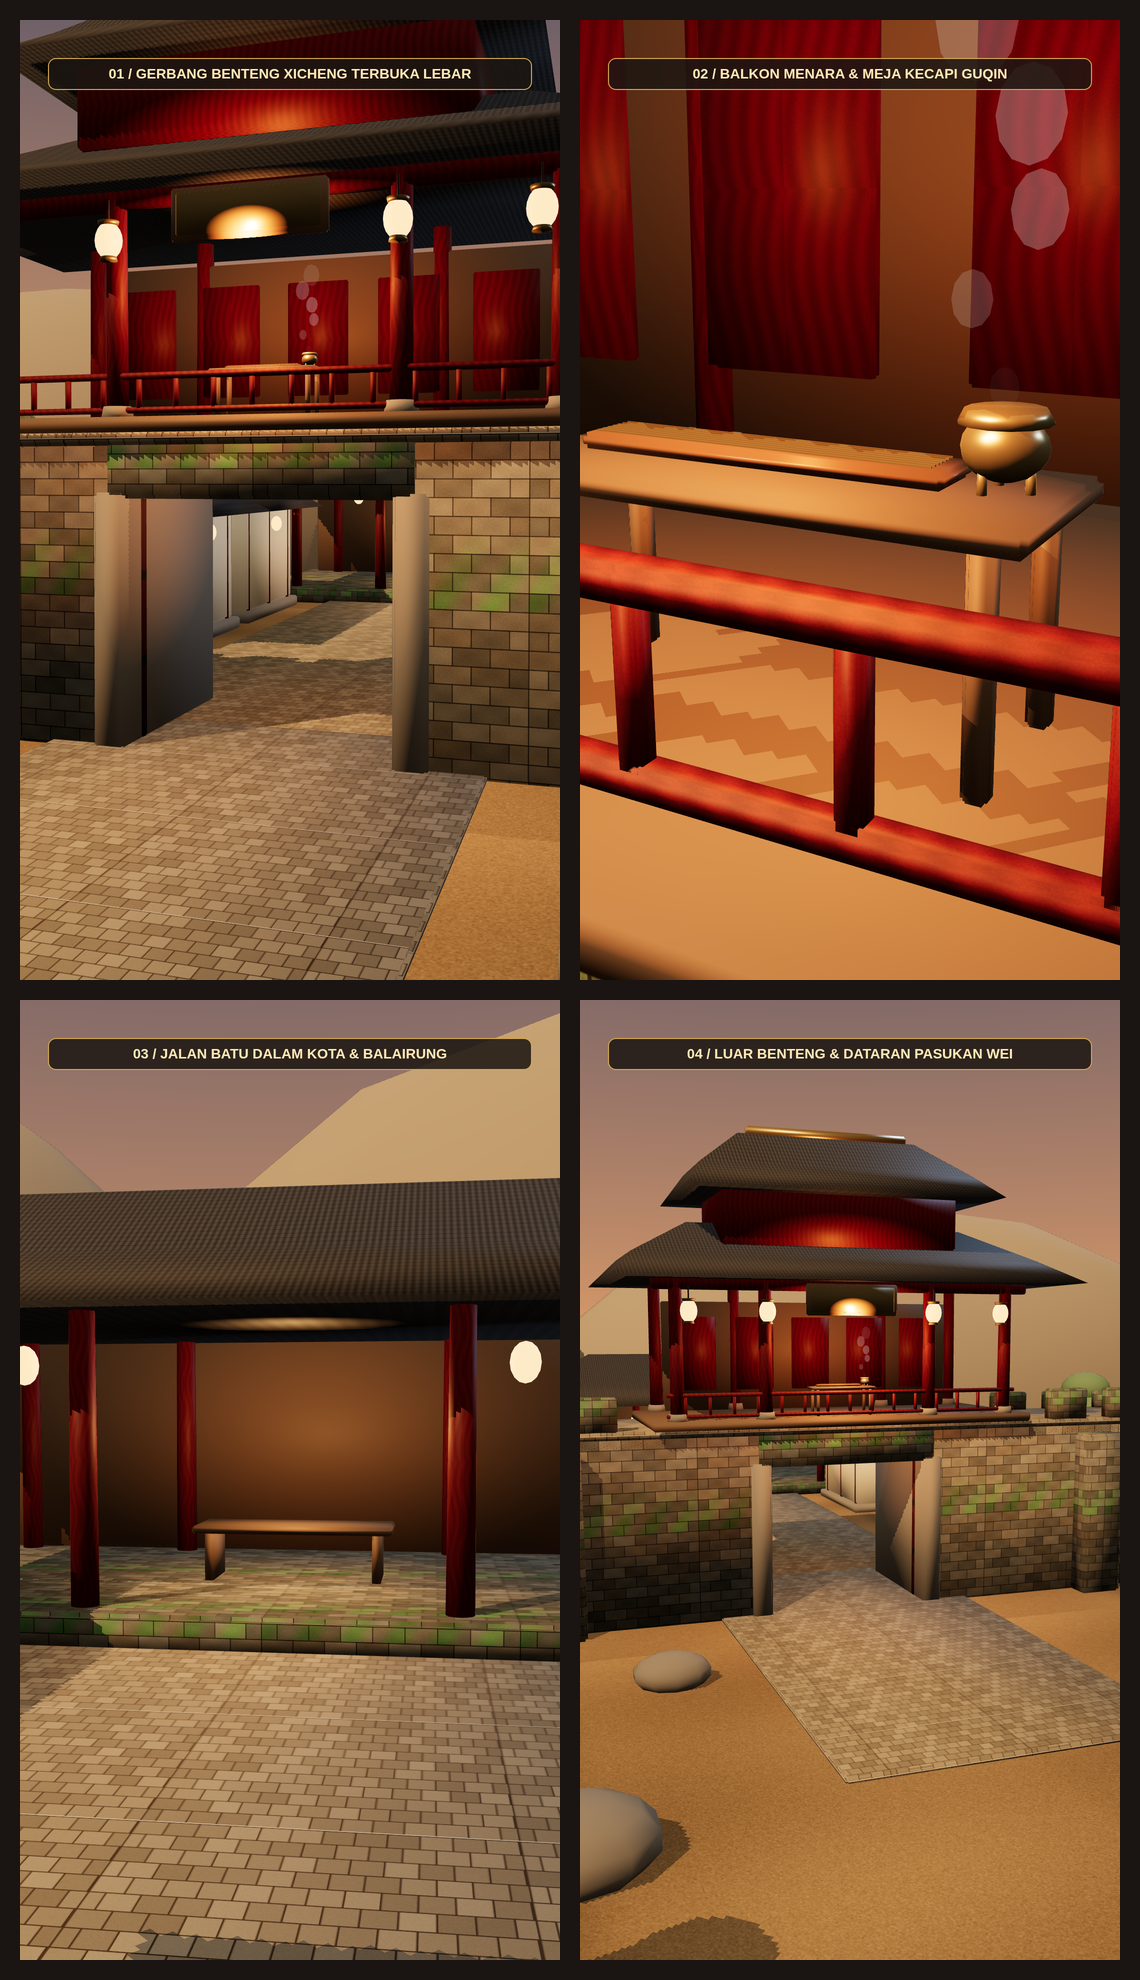 01 / GERBANG BENTENG XICHENG TERBUKA LEBAR
02 / BALKON MENARA & MEJA KECAPI GUQIN
03 / JALAN BATU DALAM KOTA & BALAIRUNG
04 / LUAR BENTENG & DATARAN PASUKAN WEI